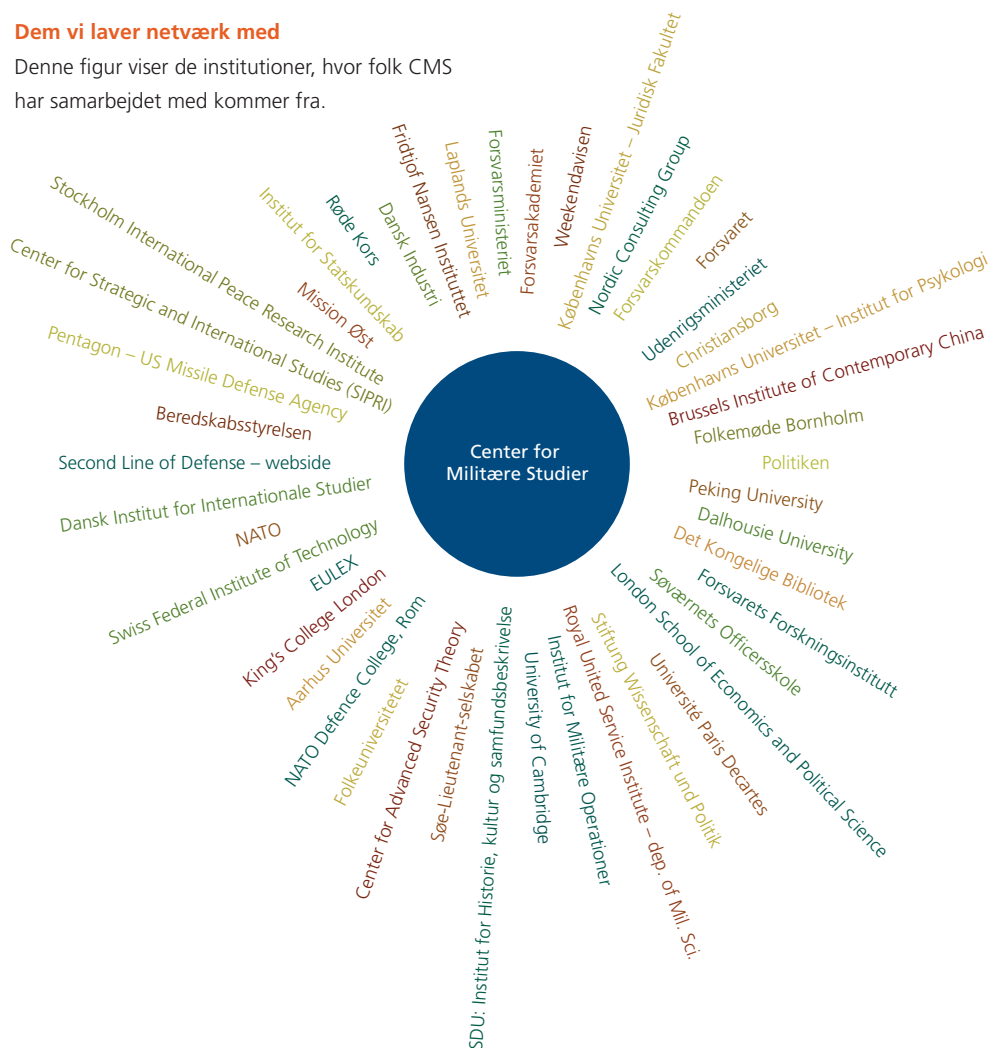 Dem vi laver netværk med
Denne figur viser de institutioner, hvor folk CMS
har samarbejdet med kommer fra.
Center for
Militære Studier
Stockholm International Peace Research Institute
Institut for Statskundskab
Røde Kors
Dansk Industri
Fridtjof Nansen Instituttet
Laplands Universitet
Forsvarsministeriet
Forsvarsakademiet
Weekendavisen
Københavns Universitet – Juridisk Fakultet
Nordic Consulting Group
Forsvarskommandoen
Forsvaret
Udenrigsministeriet
Christiansborg
Københavns Universitet – Institut for Psykologi
Brussels Institute of Contemporary China
Folkemøde Bornholm
Politiken
Peking University
Dalhousie University
Det Kongelige Bibliotek
Forsvarets Forskningsinstitutt
Søværnets Officersskole
London School of Economics and Political Science
Université Paris Decartes
Stiftung Wissenschaft und Politik
Royal United Service Institute – dep. of Mil. Sci.
Institut for Militære Operationer
University of Cambridge
SDU: Institut for Historie, kultur og samfundsbeskrivelse
Søe-Lieutenant-selskabet
Center for Advanced Security Theory
Folkeuniversitetet
NATO Defence College, Rom
Aarhus Universitet
King's College London
EULEX
Swiss Federal Institute of Technology
NATO
Dansk Institut for Internationale Studier
Second Line of Defense – webside
Beredskabsstyrelsen
Pentagon – US Missile Defense Agency
Center for Strategic and International Studies (SIPRI)
Mission Øst